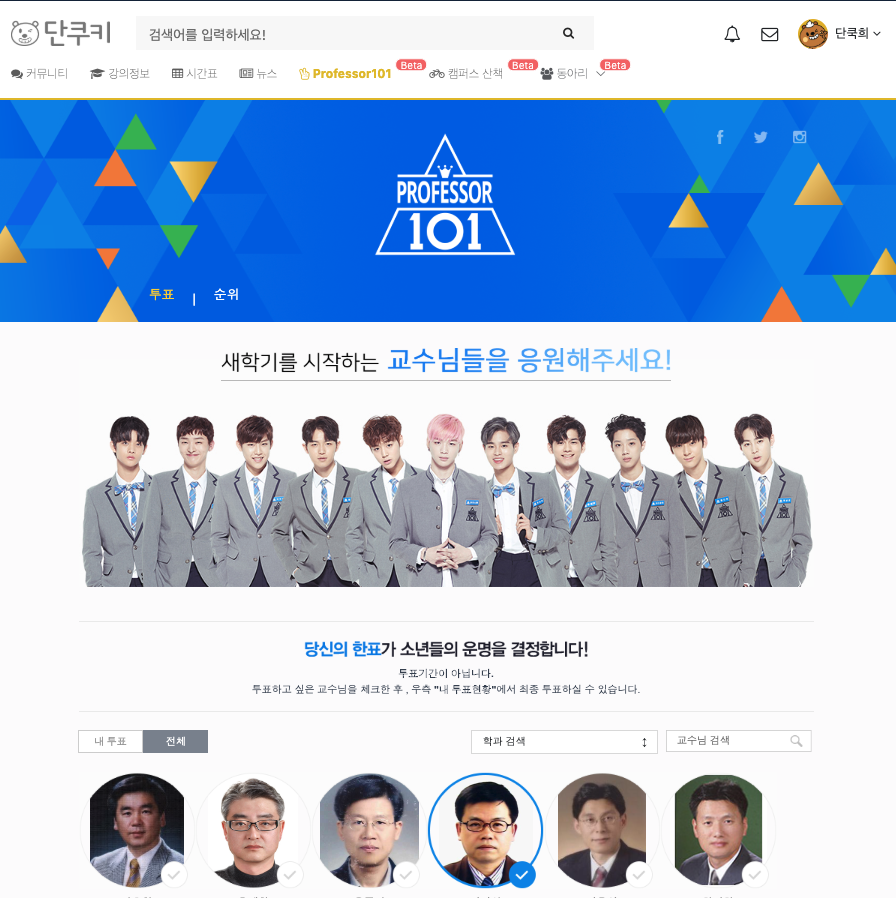 단쿠키
검색어를 입력하세요!
단쿡희
커뮤니티 강의정보 시간표 뉴스 Professor101 Beta 캠퍼스 산책 Beta 동아리 Beta
PROFESSOR
101
투표 | 순위
새학기를 시작하는 교수님들을 응원해주세요!
당신의 한표가 소년들의 운명을 결정합니다!
투표기간이 아닙니다.
투표하고 싶은 교수님을 체크한 후 , 우측 "내 투표현황"에서 최종 투표하실 수 있습니다.
내 투표 전체 학과 검색 교수님 검색